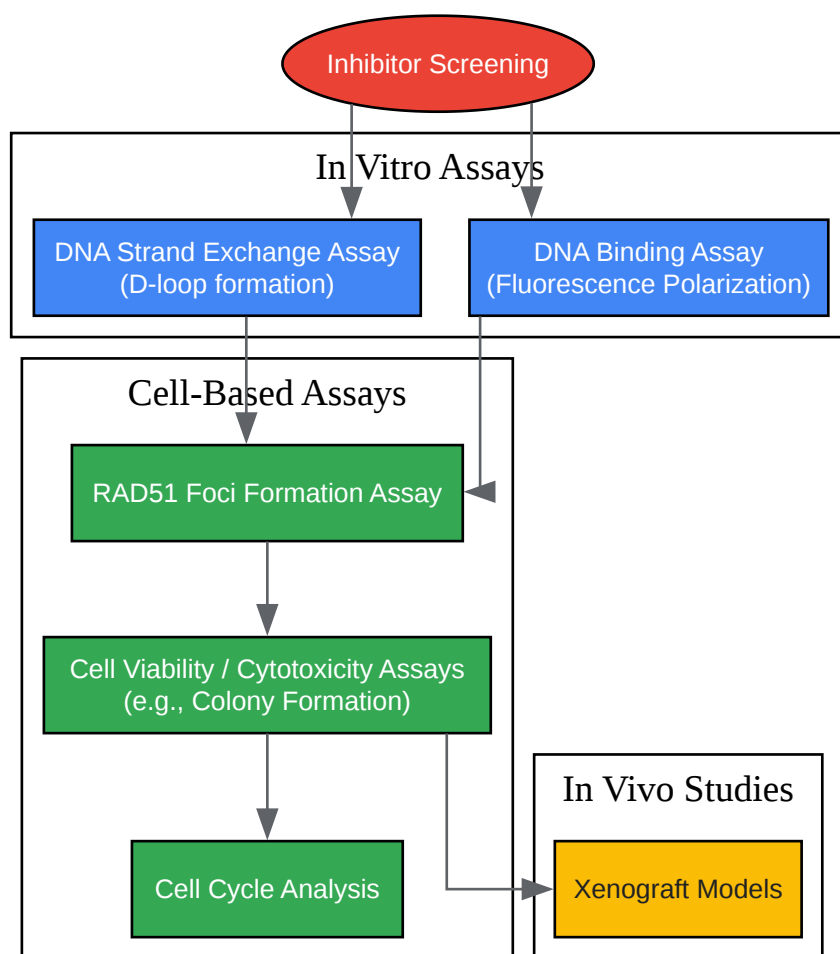 Inhibitor Screening
In Vitro Assays
DNA Strand Exchange Assay
(D-loop formation)
DNA Binding Assay
(Fluorescence Polarization)
Cell-Based Assays
RAD51 Foci Formation Assay
Cell Viability / Cytotoxicity Assays
(e.g., Colony Formation)
In Vivo Studies
Cell Cycle Analysis
Xenograft Models